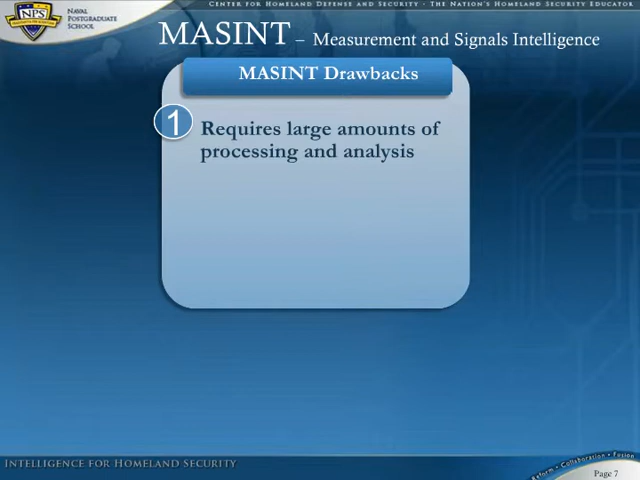 Center for Homeland Defense and Security · The Nation's Homeland Security Educator
NPS
Naval
Postgraduate
School
MASINT – Measurement and Signals Intelligence
MASINT Drawbacks
1 Requires large amounts of
processing and analysis
Intelligence for Homeland Security
Reform • Collaboration • Fusion
Page 7